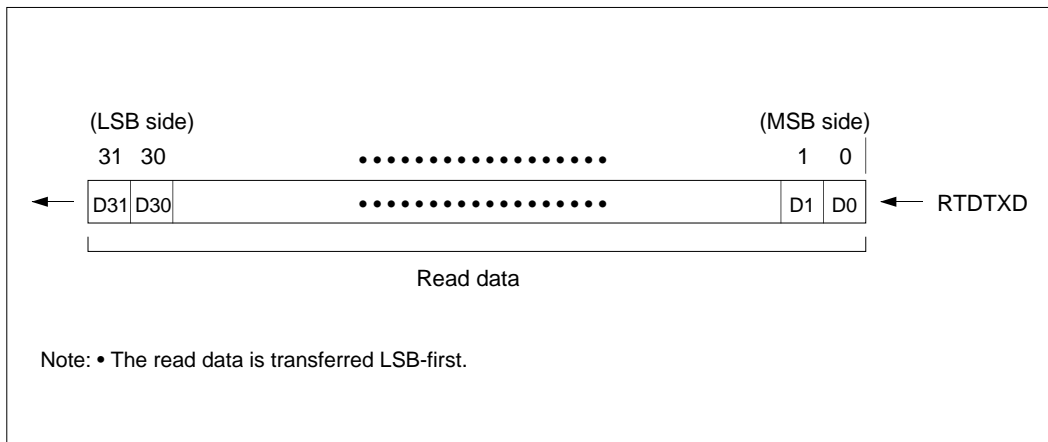 (LSB side) (MSB side)
31 30 •••••••••••••••••• 1 0
D31 D30 •••••••••••••••••• D1 D0 RTDTXD
Read data
Note: • The read data is transferred LSB-first.